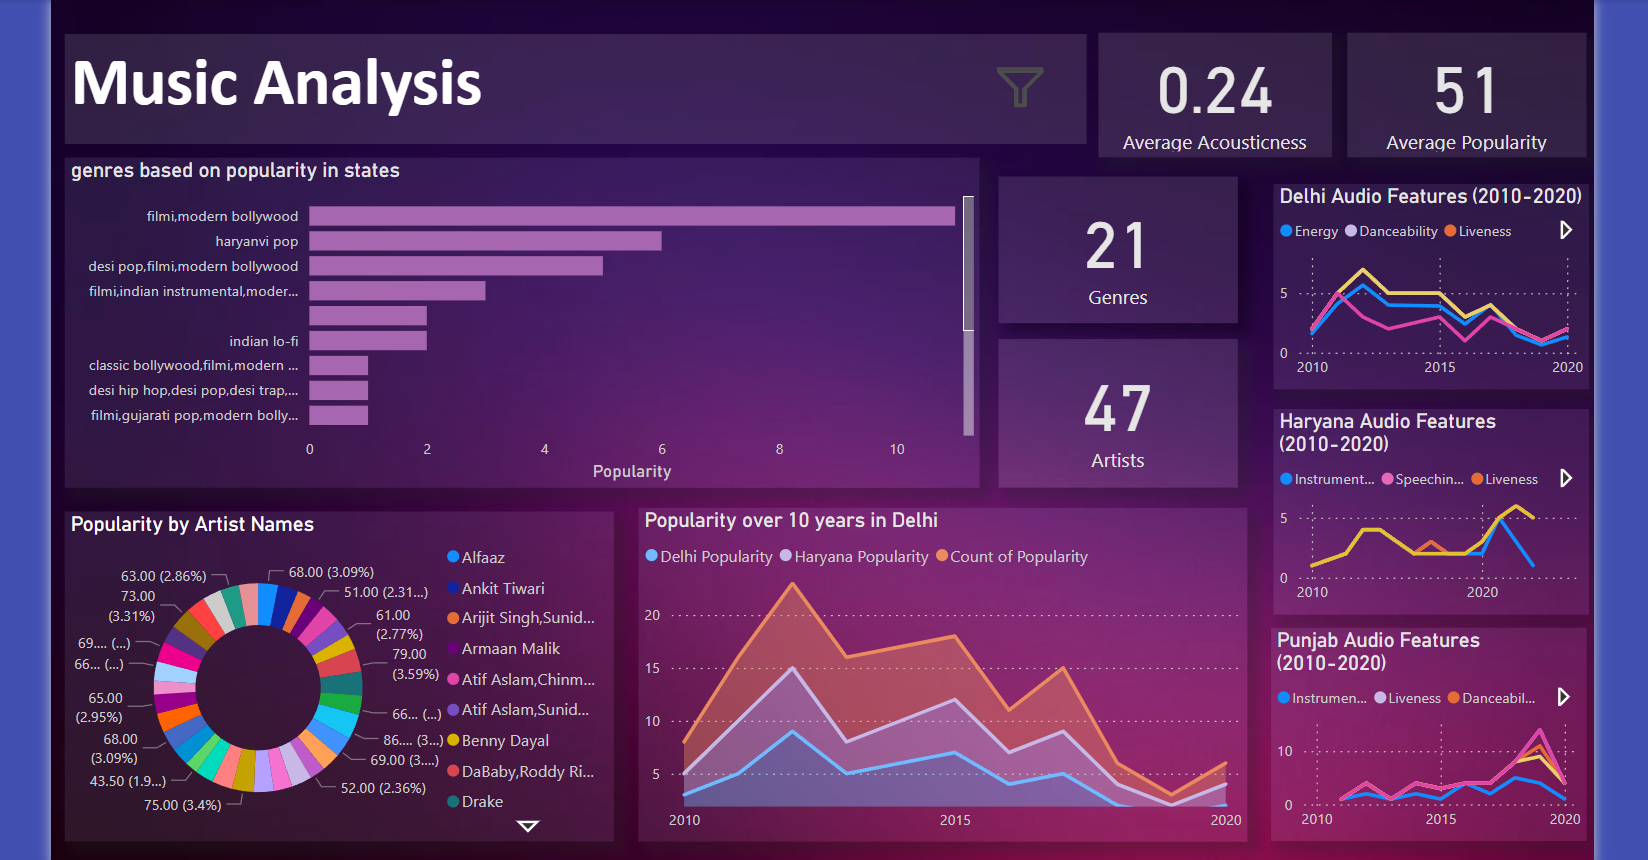 Music Analysis
0.24
Average Acousticness
51
Average Popularity
genres based on popularity in states
filmi,modern bollywood
haryanvi pop
desi pop,filmi,modern bollywood
filmi,indian instrumental,moder...
indian lo-fi
classic bollywood,filmi,modern ...
desi hip hop,desi pop,desi trap,...
filmi,gujarati pop,modern bolly...
0 2 4 6 8 10
Popularity
21
Genres
47
Artists
Delhi Audio Features (2010-2020)
Energy Danceability Liveness
5
0
2010 2015 2020
Haryana Audio Features
(2010-2020)
Instrument... Speechin... Liveness
5
0
2010 2020
Punjab Audio Features
(2010-2020)
Instrumen... Liveness Danceabil...
10
0
2010 2015 2020
Popularity by Artist Names
68.00 (3.09%)
51.00 (2.31...)
61.00
(2.77%)
79.00
(3.59%)
66... (...)
86.... (3...)
69.00 (3....)
52.00 (2.36%)
75.00 (3.4%)
43.50 (1.9...)
68.00
(3.09%)
65.00
(2.95%)
66... (...)
69.... (...)
73.00
(3.31%)
63.00 (2.86%)
Alfaaz
Ankit Tiwari
Arijit Singh,Sunid...
Armaan Malik
Atif Aslam,Chinm...
Atif Aslam,Sunid...
Benny Dayal
DaBaby,Roddy Ri...
Drake
Popularity over 10 years in Delhi
Delhi Popularity Haryana Popularity Count of Popularity
20
15
10
5
2010 2015 2020